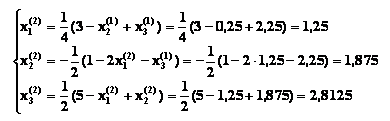 x₁⁽²⁾ = 1/4 (3 − x₂⁽¹⁾ + x₃⁽¹⁾) = 1/4 (3 − 0,25 + 2,25) = 1,25
x₂⁽²⁾ = −1/2 (1 − 2x₁⁽²⁾ − x₃⁽¹⁾) = −1/2 (1 − 2·1,25 − 2,25) = 1,875
x₃⁽²⁾ = 1/2 (5 − x₁⁽²⁾ + x₂⁽²⁾) = 1/2 (5 − 1,25 + 1,875) = 2,8125